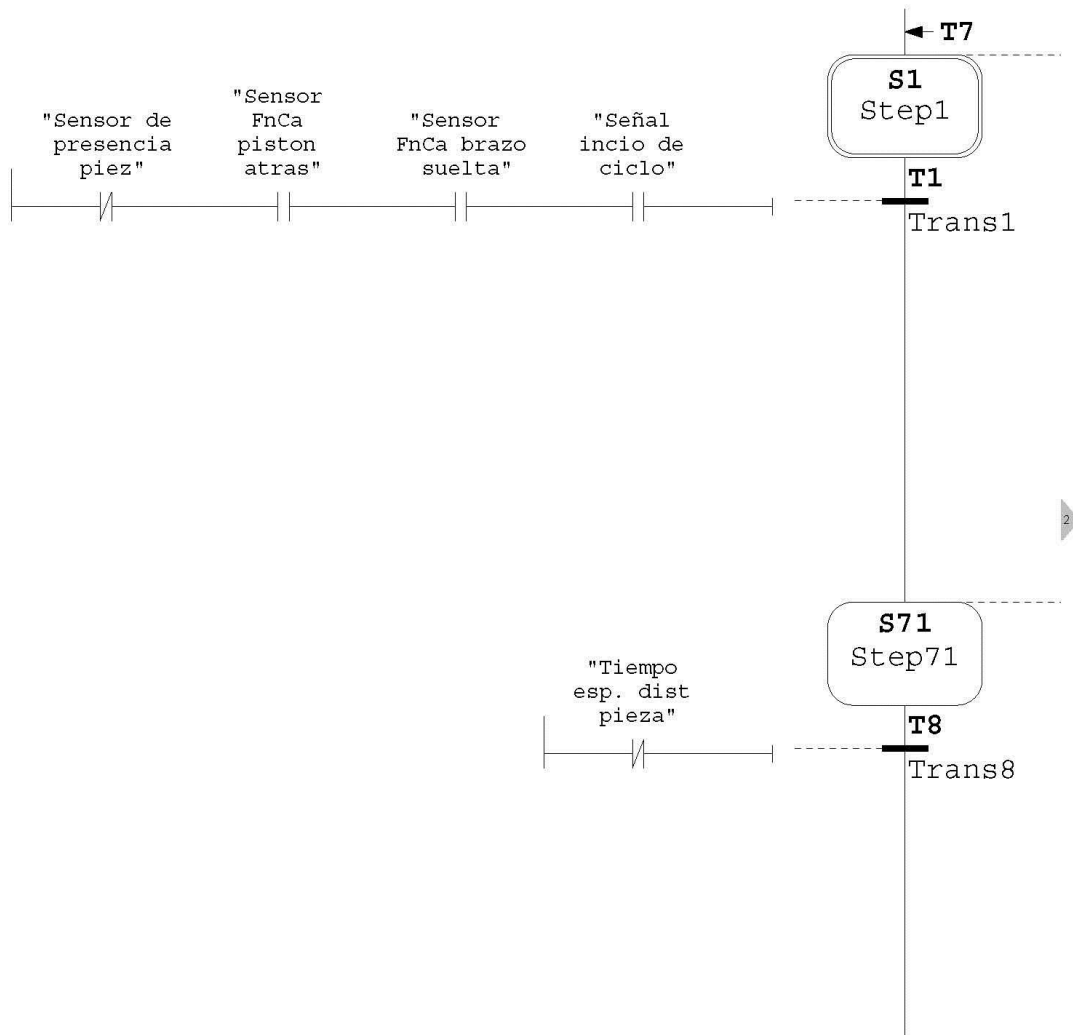 T7
S1
Step1
"Sensor de
presencia
piez"
"Sensor
FnCa
piston
atras"
"Sensor
FnCa brazo
suelta"
"Señal
incio de
ciclo"
T1
Trans1
2
S71
Step71
"Tiempo
esp. dist
pieza"
T8
Trans8